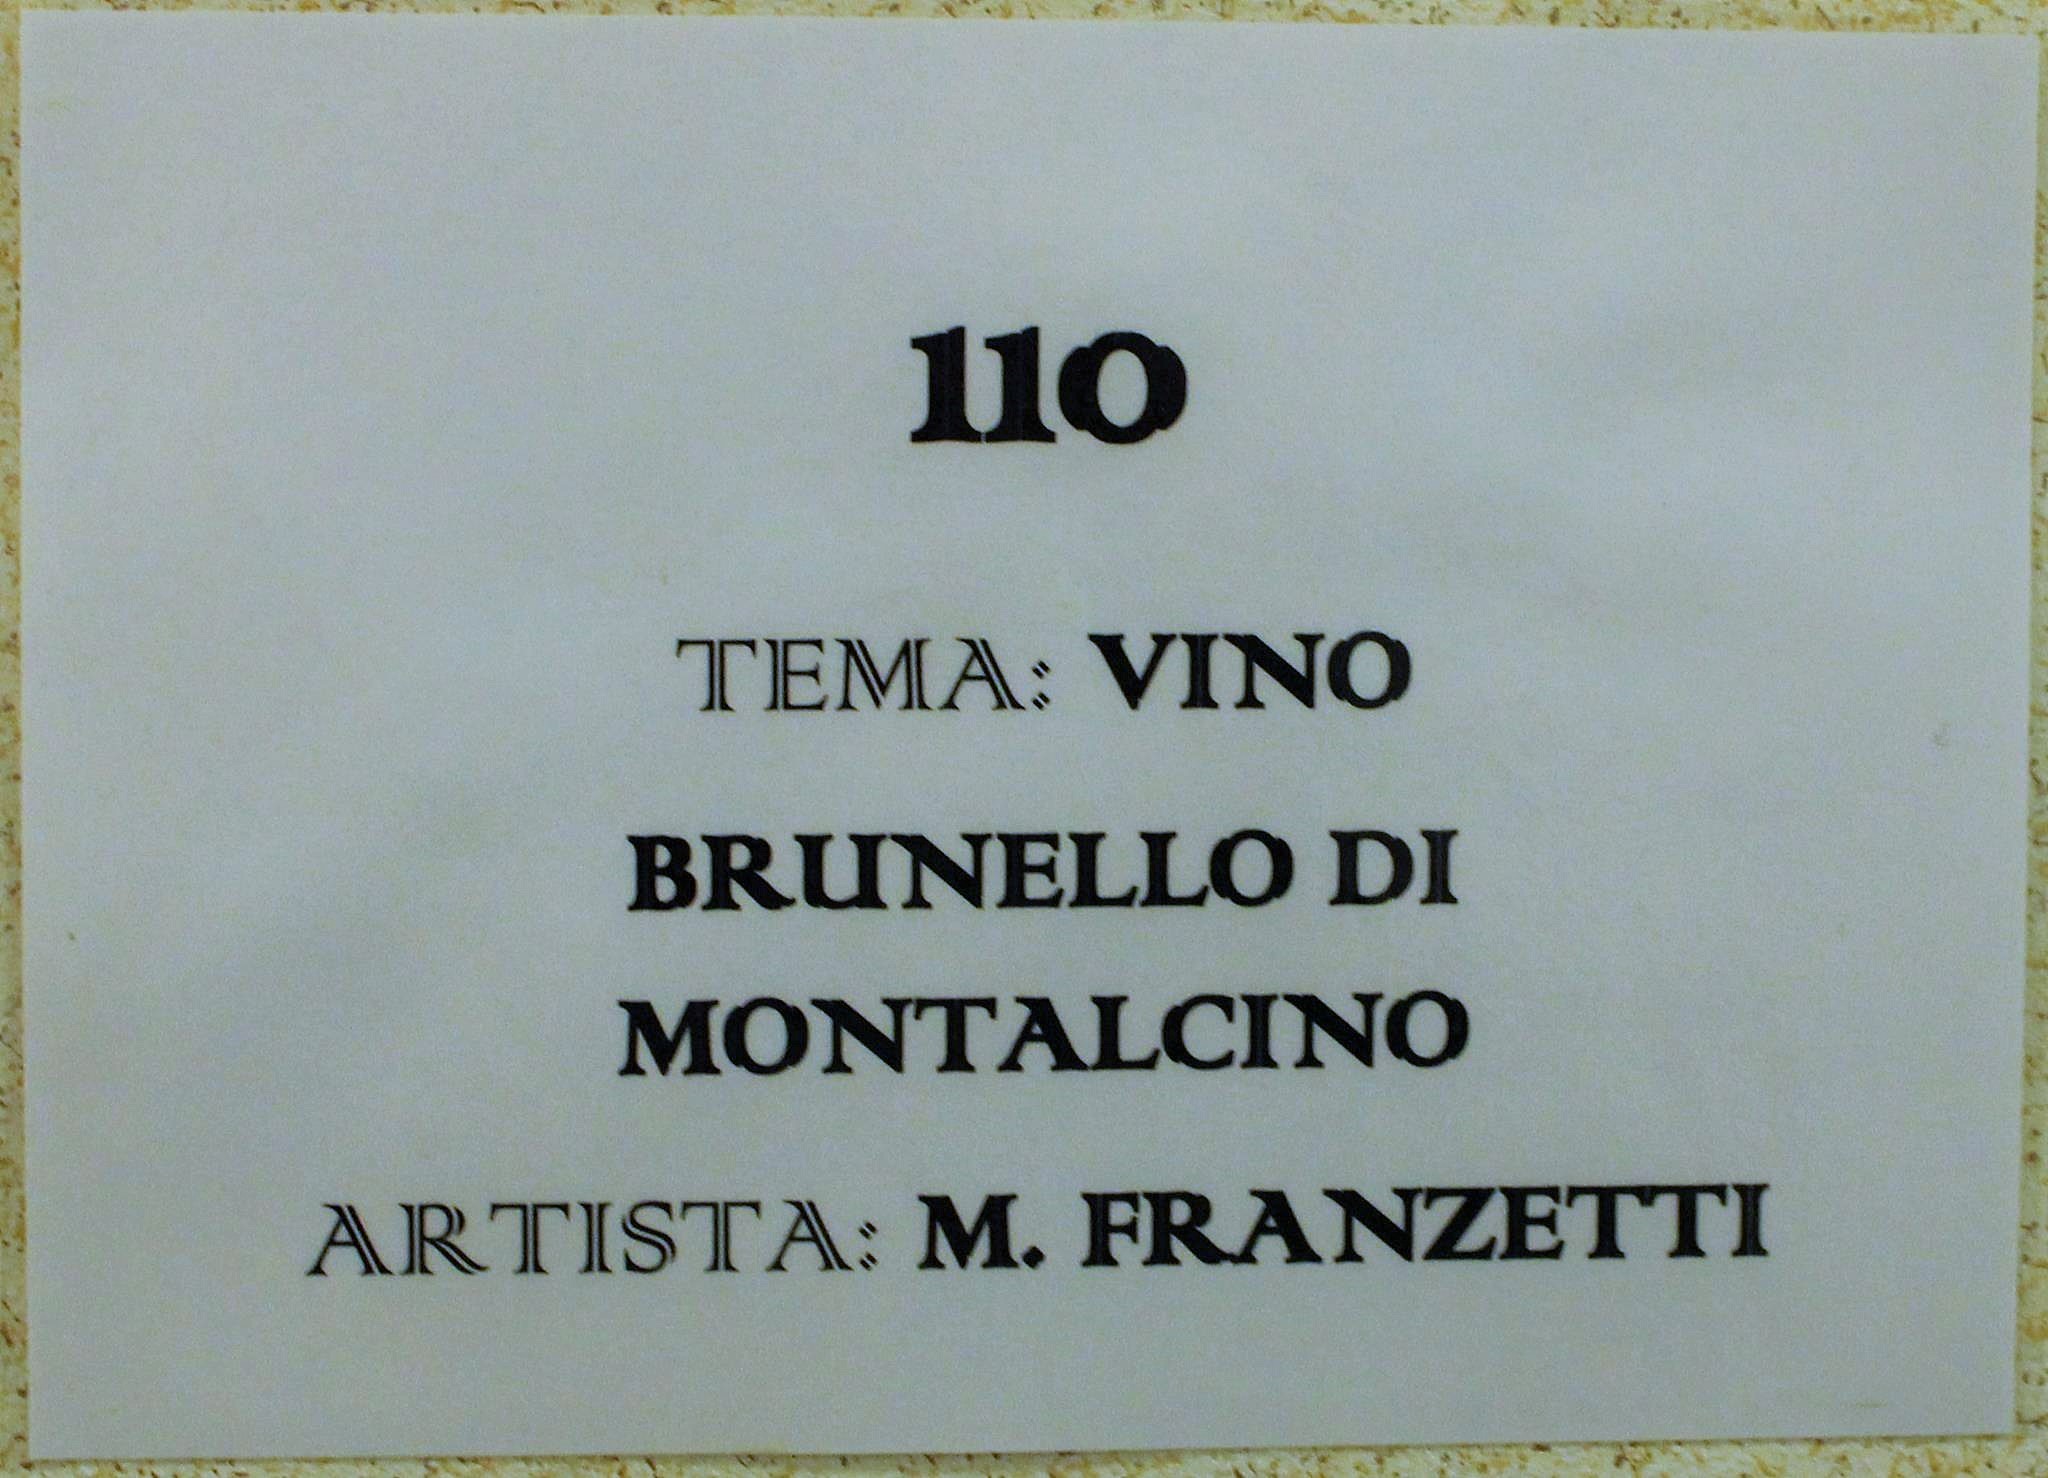 110
TEMA: VINO
BRUNELLO DI
MONTALCINO
ARTISTA: M. FRANZETTI